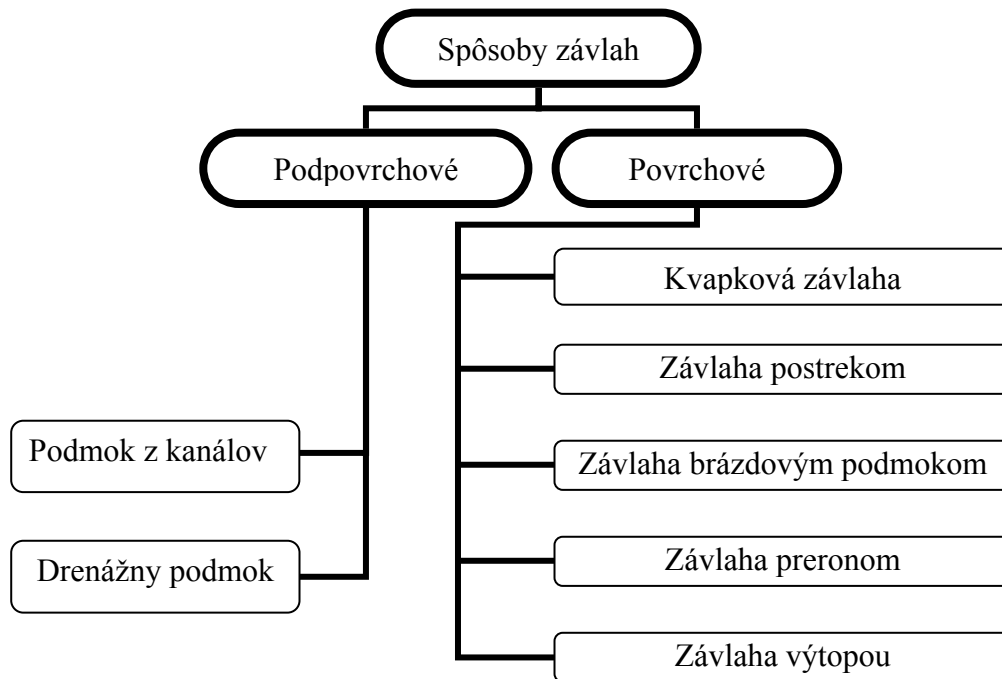 Spôsoby závlah
Podpovrchové
Povrchové
Kvapková závlaha
Závlaha postrekom
Podmok z kanálov
Závlaha brázdovým podmokom
Drenážny podmok
Závlaha preronom
Závlaha výtopou